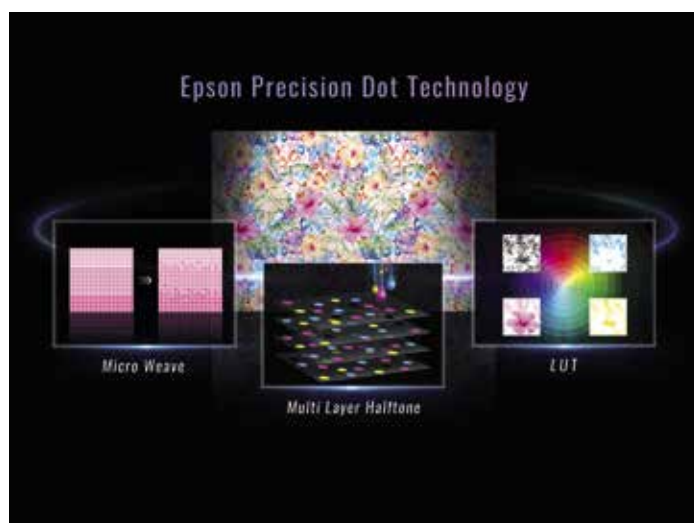 Epson Precision Dot Technology
Micro Weave
Multi Layer Halftone
LUT